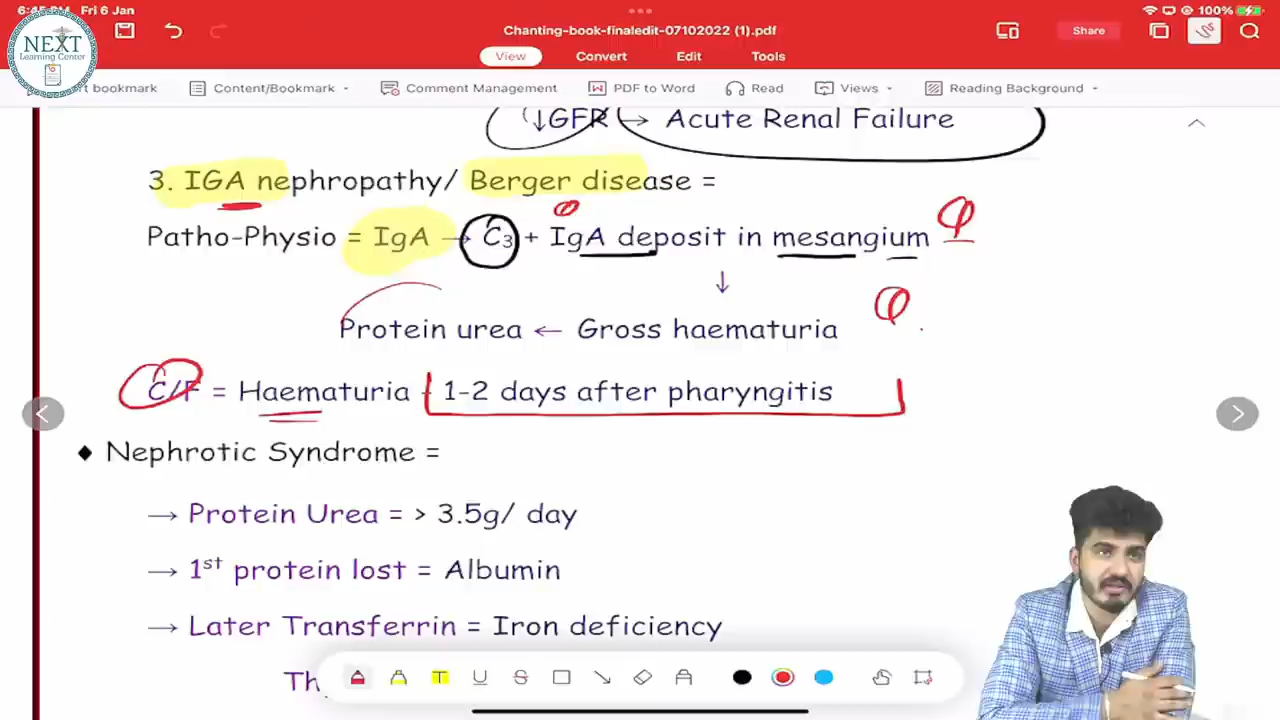 6:45 PM Fri 6 Jan
100%
NEXT
Learning Center
Chanting-book-finaledit-07102022 (1).pdf
Share
View Convert Edit Tools
bookmark Content/Bookmark Comment Management PDF to Word Read Views Reading Background
↓GFR → Acute Renal Failure
3. IGA nephropathy/ Berger disease =
Patho-Physio = IgA → C3 + IgA deposit in mesangium
↓
Protein urea ← Gross haematuria
C/F = Haematuria - 1-2 days after pharyngitis
◆ Nephrotic Syndrome =
→ Protein Urea = > 3.5g/ day
→ 1st protein lost = Albumin
→ Later Transferrin = Iron deficiency
Th